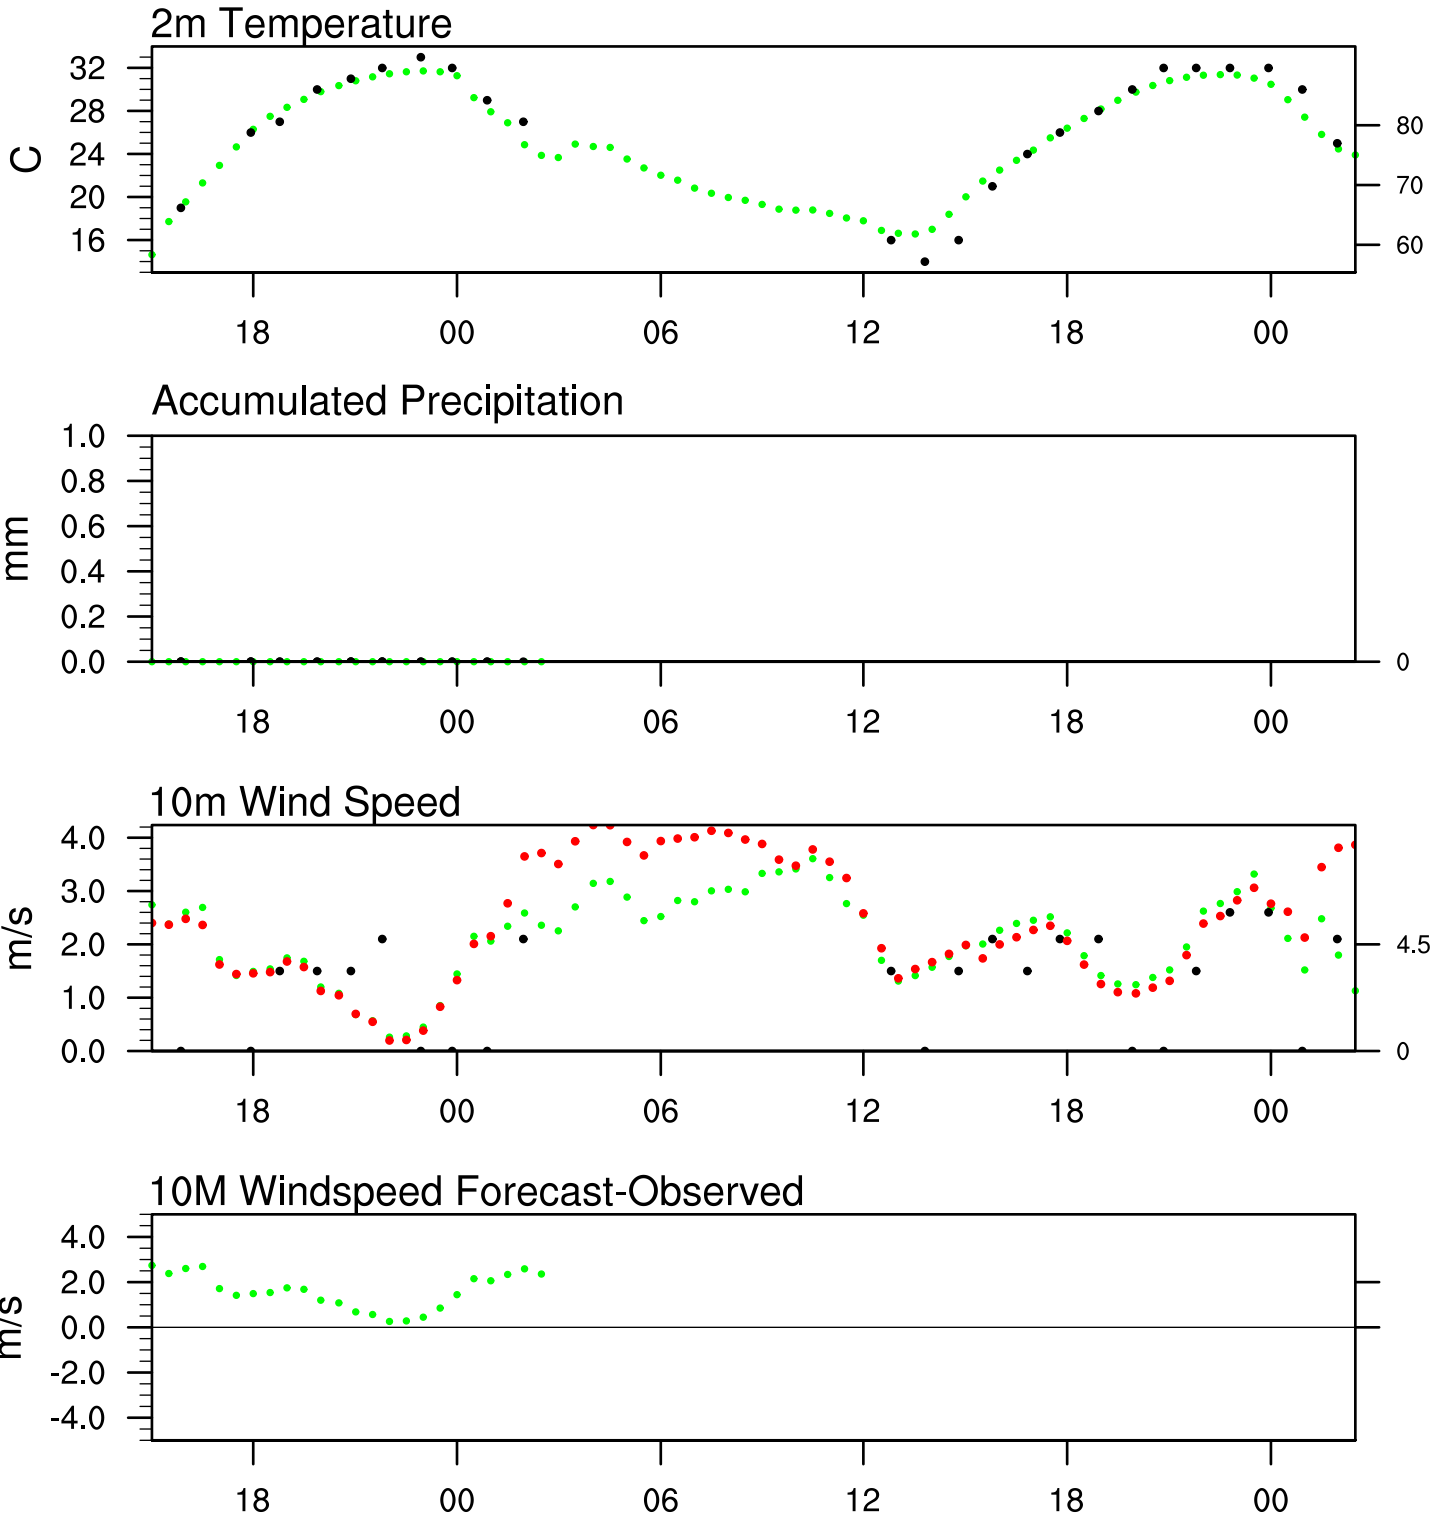 2m Temperature
32
28
24
20
16
C
80
70
60
18 00 06 12 18 00
Accumulated Precipitation
1.0
0.8
0.6
0.4
0.2
0.0
mm
0
18 00 06 12 18 00
10m Wind Speed
4.0
3.0
2.0
1.0
0.0
m/s
4.5
0
18 00 06 12 18 00
10M Windspeed Forecast-Observed
4.0
2.0
0.0
-2.0
-4.0
m/s
18 00 06 12 18 00